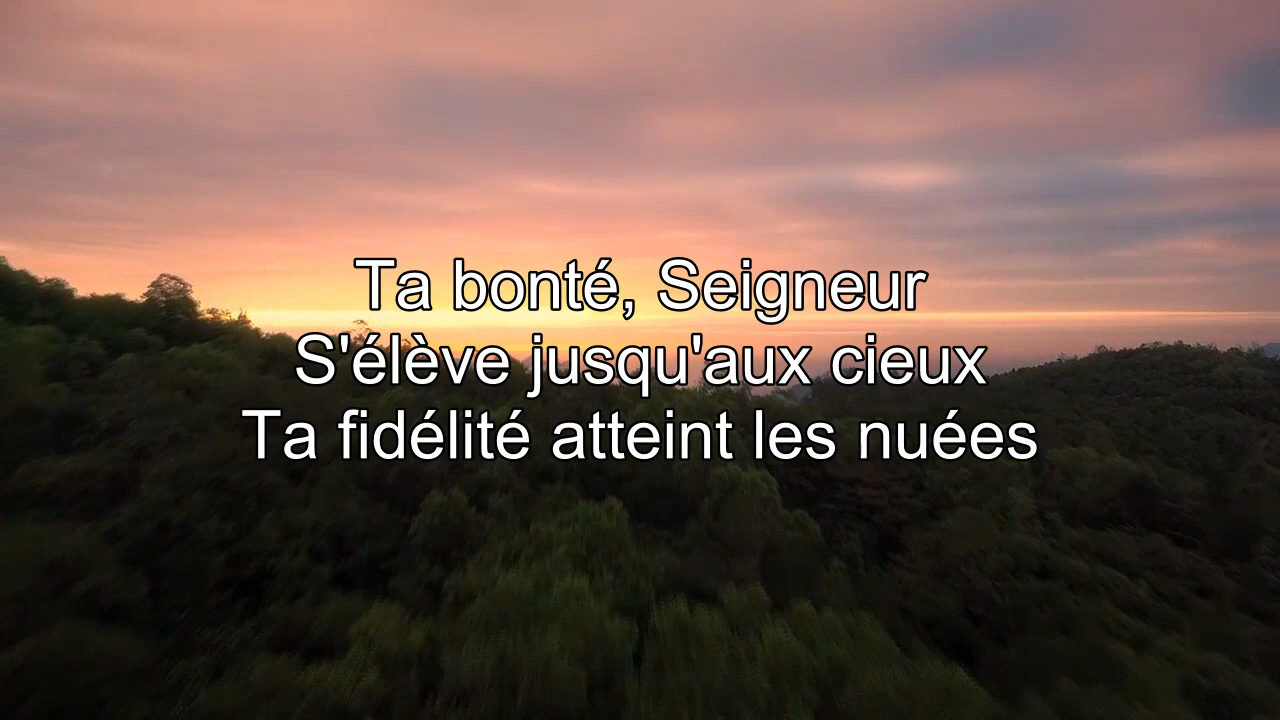 Ta bonté, Seigneur
S'élève jusqu'aux cieux
Ta fidélité atteint les nuées